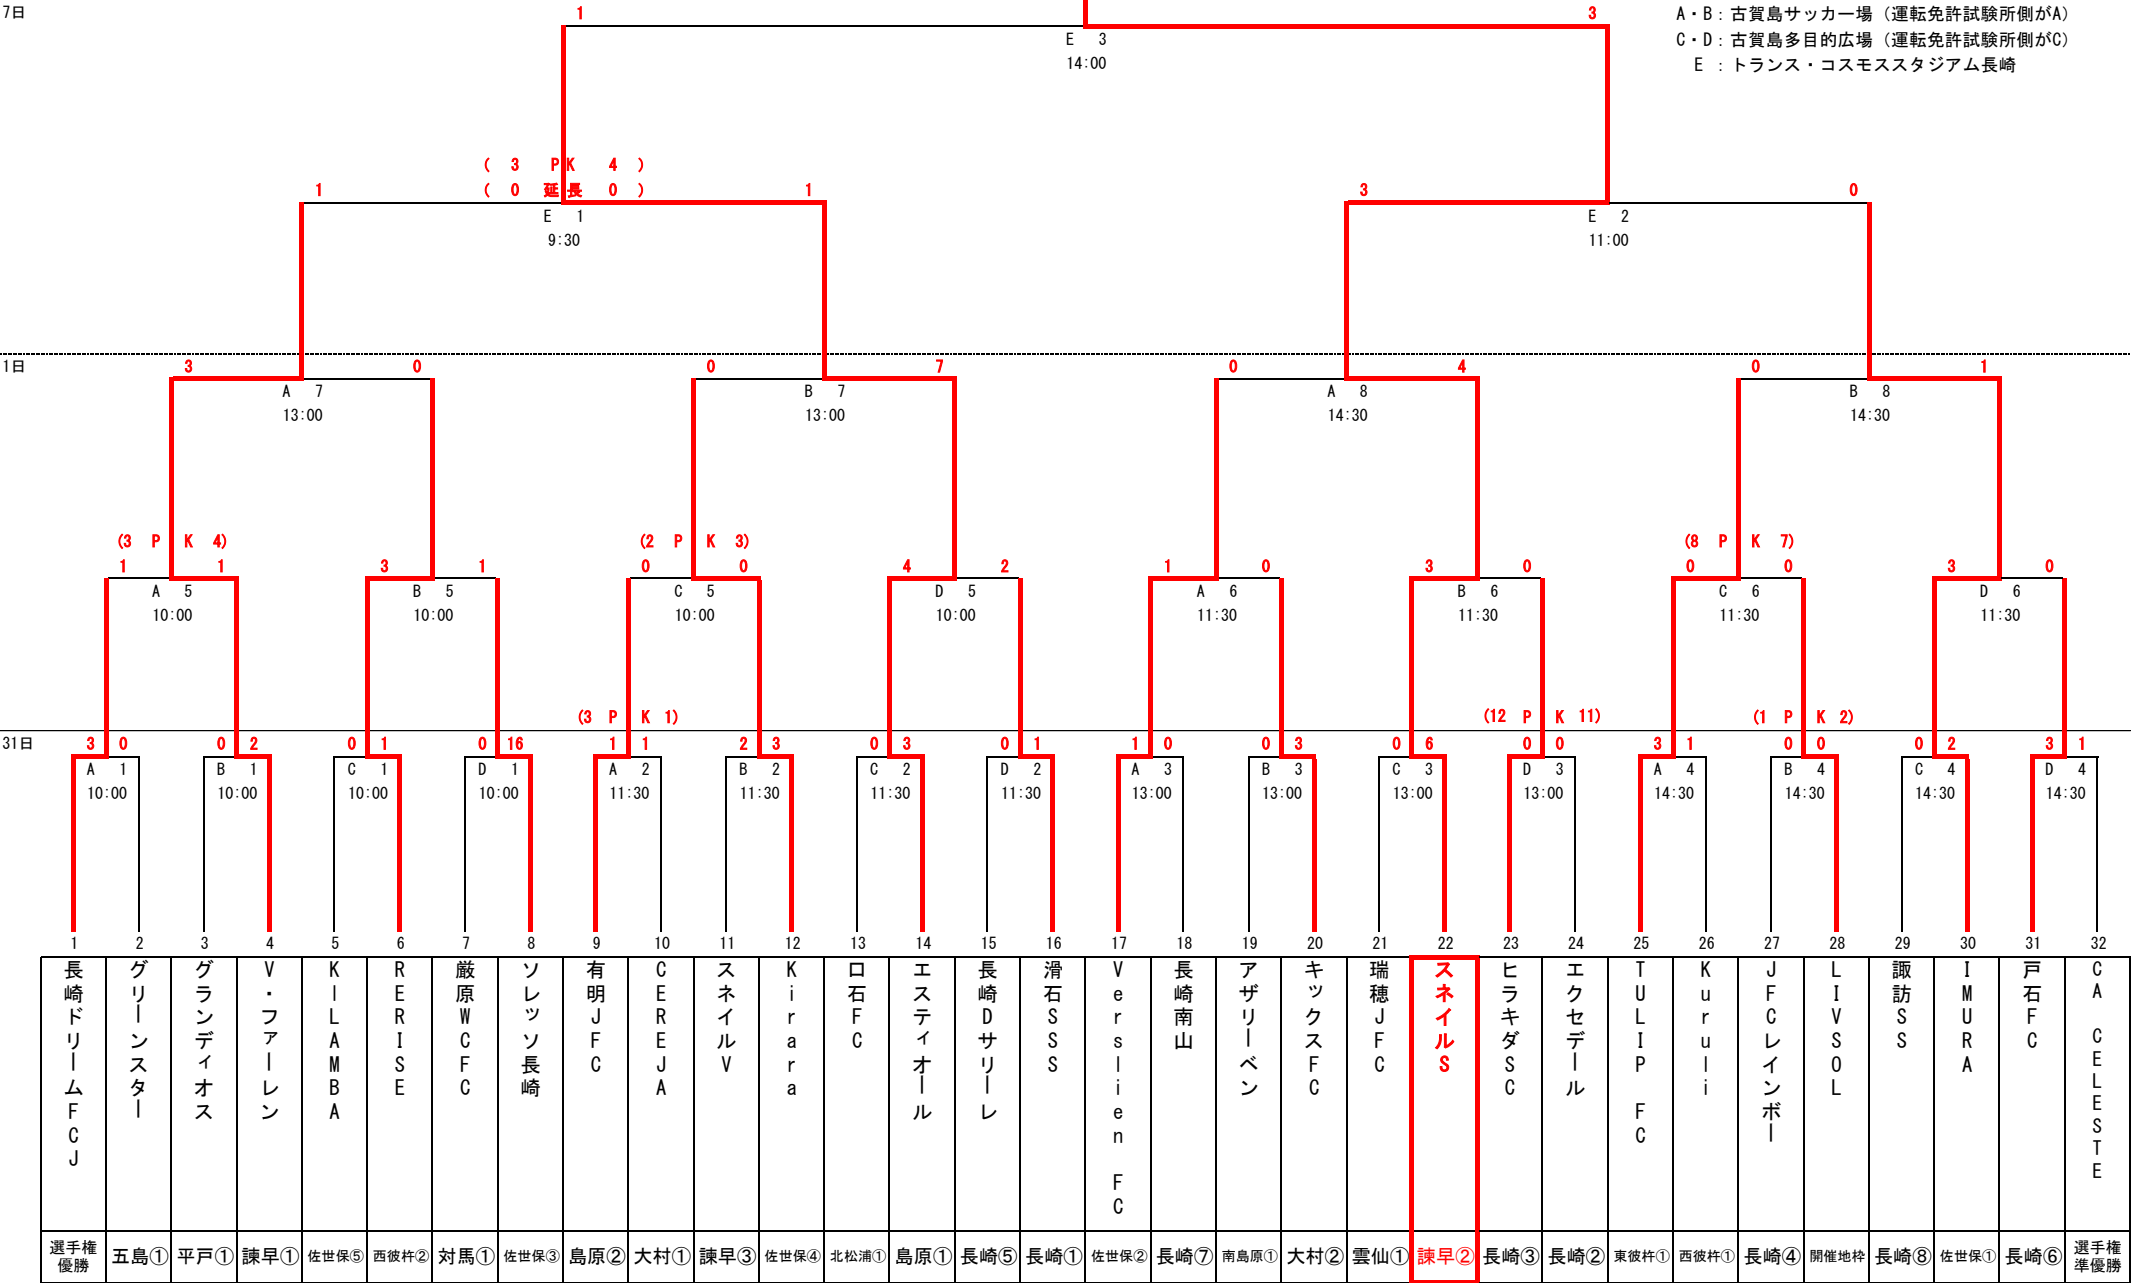 7日
1
3
A・B：古賀島サッカー場（運転免許試験所側がA）
C・D：古賀島多目的広場（運転免許試験所側がC）
E ：トランス・コスモススタジアム長崎
E 3
14:00
( 3 PK 4 )
1 ( 0 延長 0 ) 1
3 0
E 1
9:30
E 2
11:00
1日
3 0 0 7 0 4 0 1
A 7 B 7 A 8 B 8
13:00 13:00 14:30 14:30
(3 PK 4) (2 PK 3) (8 PK 7)
1 1 3 1 0 0 4 2 1 0 3 0 0 0 3 0
A 5 B 5 C 5 D 5 A 6 B 6 C 6 D 6
10:00 10:00 10:00 10:00 11:30 11:30 11:30 11:30
(3 PK 1) (12 PK 11) (1 PK 2)
31日
3 0 0 2 0 1 0 16 1 1 2 3 0 3 0 1 1 0 0 3 0 6 0 0 3 1 0 0 0 2 3 1
A 1 B 1 C 1 D 1 A 2 B 2 C 2 D 2 A 3 B 3 C 3 D 3 A 4 B 4 C 4 D 4
10:00 10:00 10:00 10:00 11:30 11:30 11:30 11:30 13:00 13:00 13:00 13:00 14:30 14:30 14:30 14:30
1 2 3 4 5 6 7 8 9 10 11 12 13 14 15 16 17 18 19 20 21 22 23 24 25 26 27 28 29 30 31 32
長崎ドリームFCJ
グリーンスター
グランディオス
V・ファーレン
KILAMBA
RERISE
厳原WCFC
ソレッソ長崎
有明JFC
CEREJA
スネイルV
Kirara
口石FC
エスティオール
長崎Dサリーレ
滑石SSS
Verslien FC
長崎南山
アザリーベン
キックスFC
瑞穂JFC
スネイルS
ヒラキダSC
エクセデール
TULIP FC
Kuruli
JFCレインボー
LIVSOL
諏訪SS
IMURA
戸石FC
CA CELESTE
選手権優勝
五島①
平戸①
諫早①
佐世保⑤
西彼杵②
対馬①
佐世保③
島原②
大村①
諫早③
佐世保④
北松浦①
島原①
長崎⑤
長崎①
佐世保②
長崎⑦
南島原①
大村②
雲仙①
諫早②
長崎③
長崎②
東彼杵①
西彼杵①
長崎④
開催地枠
長崎⑧
佐世保①
長崎⑥
選手権準優勝